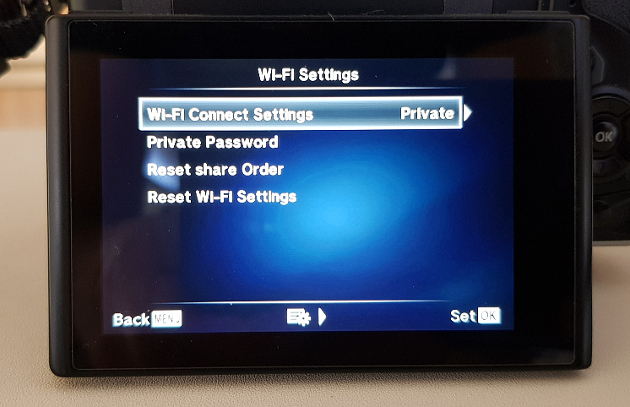 Wi-Fi Settings
Wi-Fi Connect Settings Private
Private Password
Reset share Order
Reset Wi-Fi Settings
Back MENU Set OK
OK